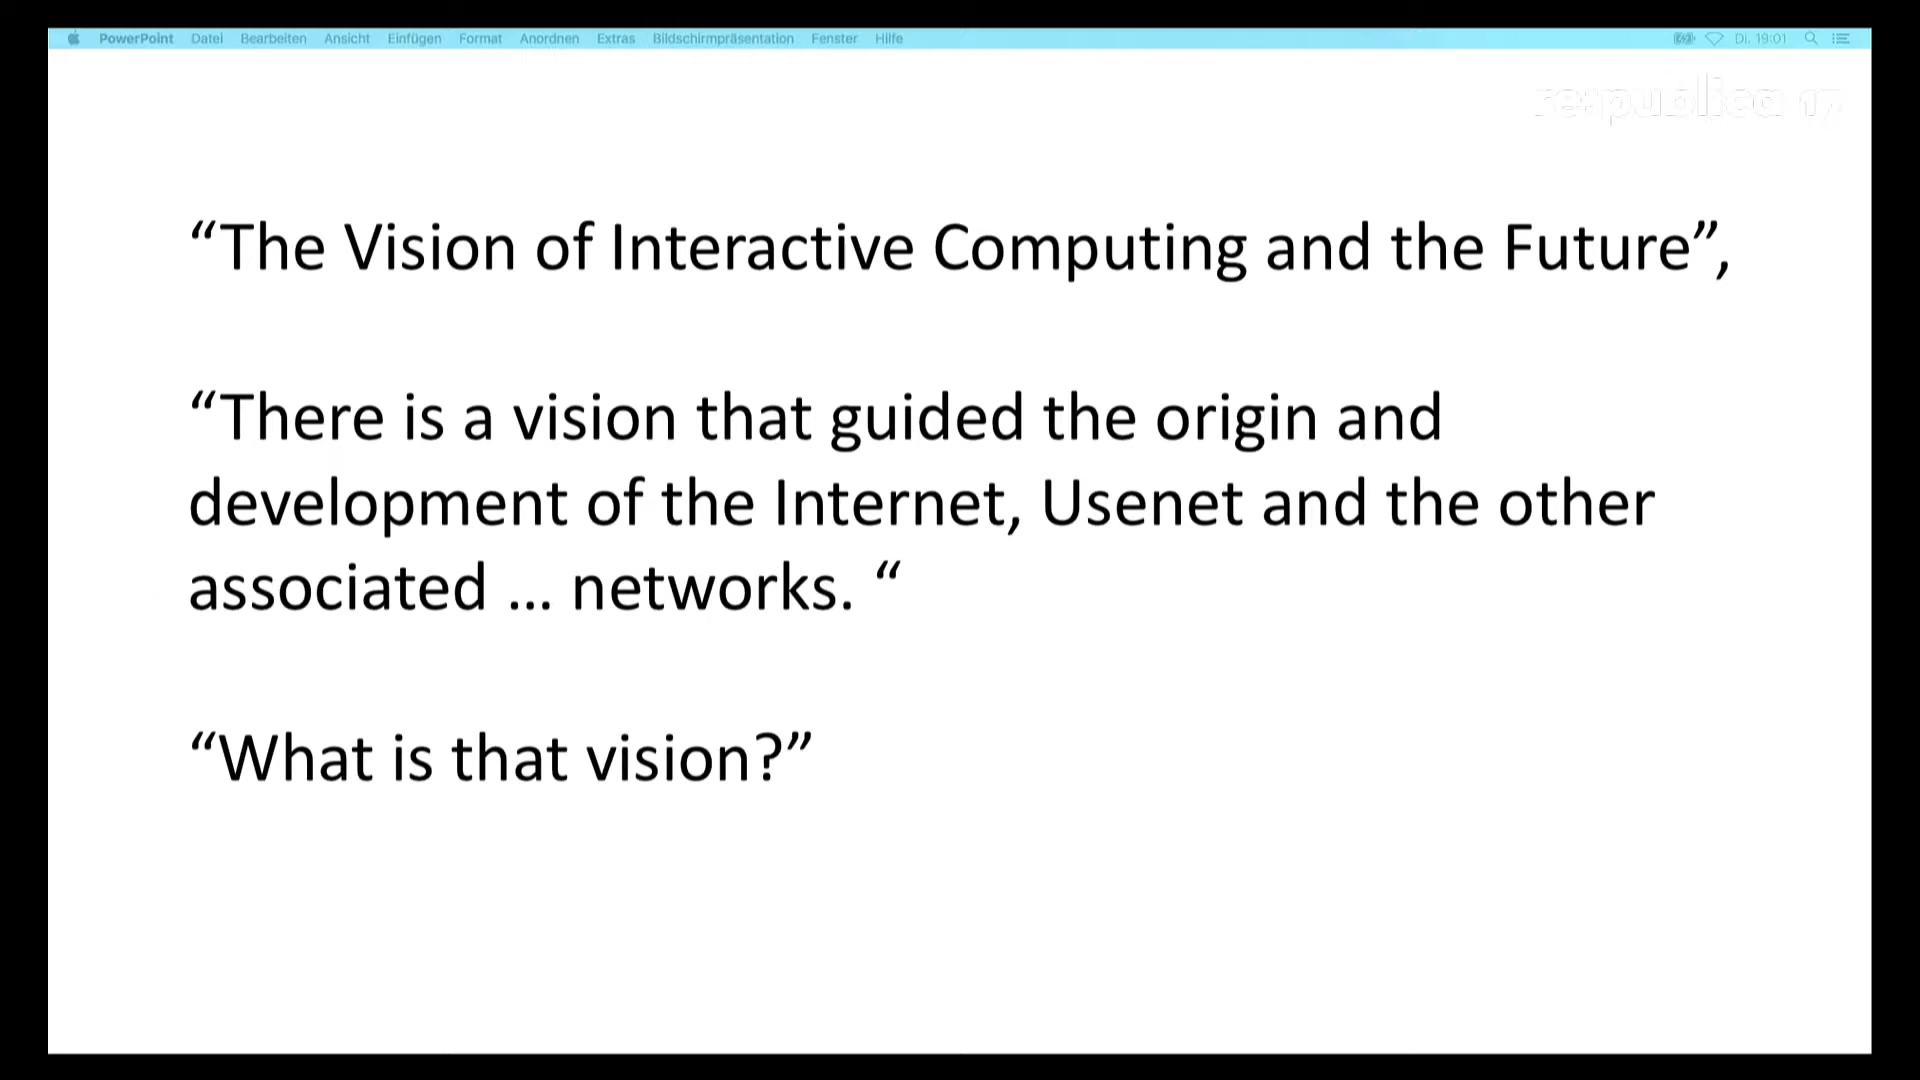 PowerPoint Datei Bearbeiten Ansicht Einfügen Format Anordnen Extras Bildschirmpräsentation Fenster Hilfe Di. 19:01
re:publica 17
“The Vision of Interactive Computing and the Future”,
“There is a vision that guided the origin and
development of the Internet, Usenet and the other
associated ... networks. “
“What is that vision?”